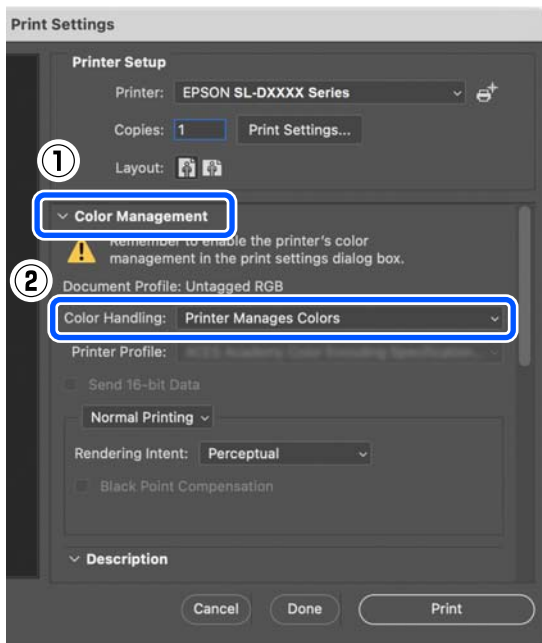 Print Settings
Printer Setup
Printer: EPSON SL-DXXXX Series
Copies: 1 Print Settings...
①
Layout:
Color Management
Remember to enable the printer's color
management in the print settings dialog box.
②
Document Profile: Untagged RGB
Color Handling: Printer Manages Colors
Printer Profile:
Send 16-bit Data
Normal Printing
Rendering Intent: Perceptual
Black Point Compensation
Description
Cancel Done Print